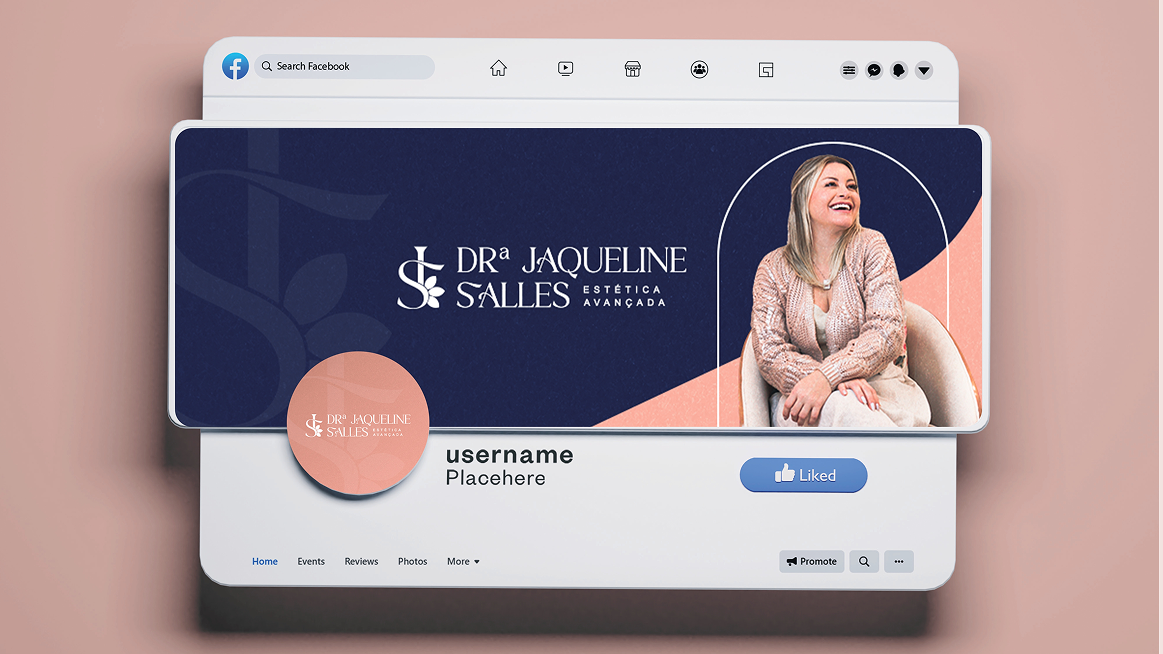 Search Facebook
DRª JAQUELINE
SALLES ESTÉTICA
AVANÇADA
DRª JAQUELINE
SALLES ESTÉTICA
AVANÇADA
username
Placehere
Liked
Home Events Reviews Photos More
Promote